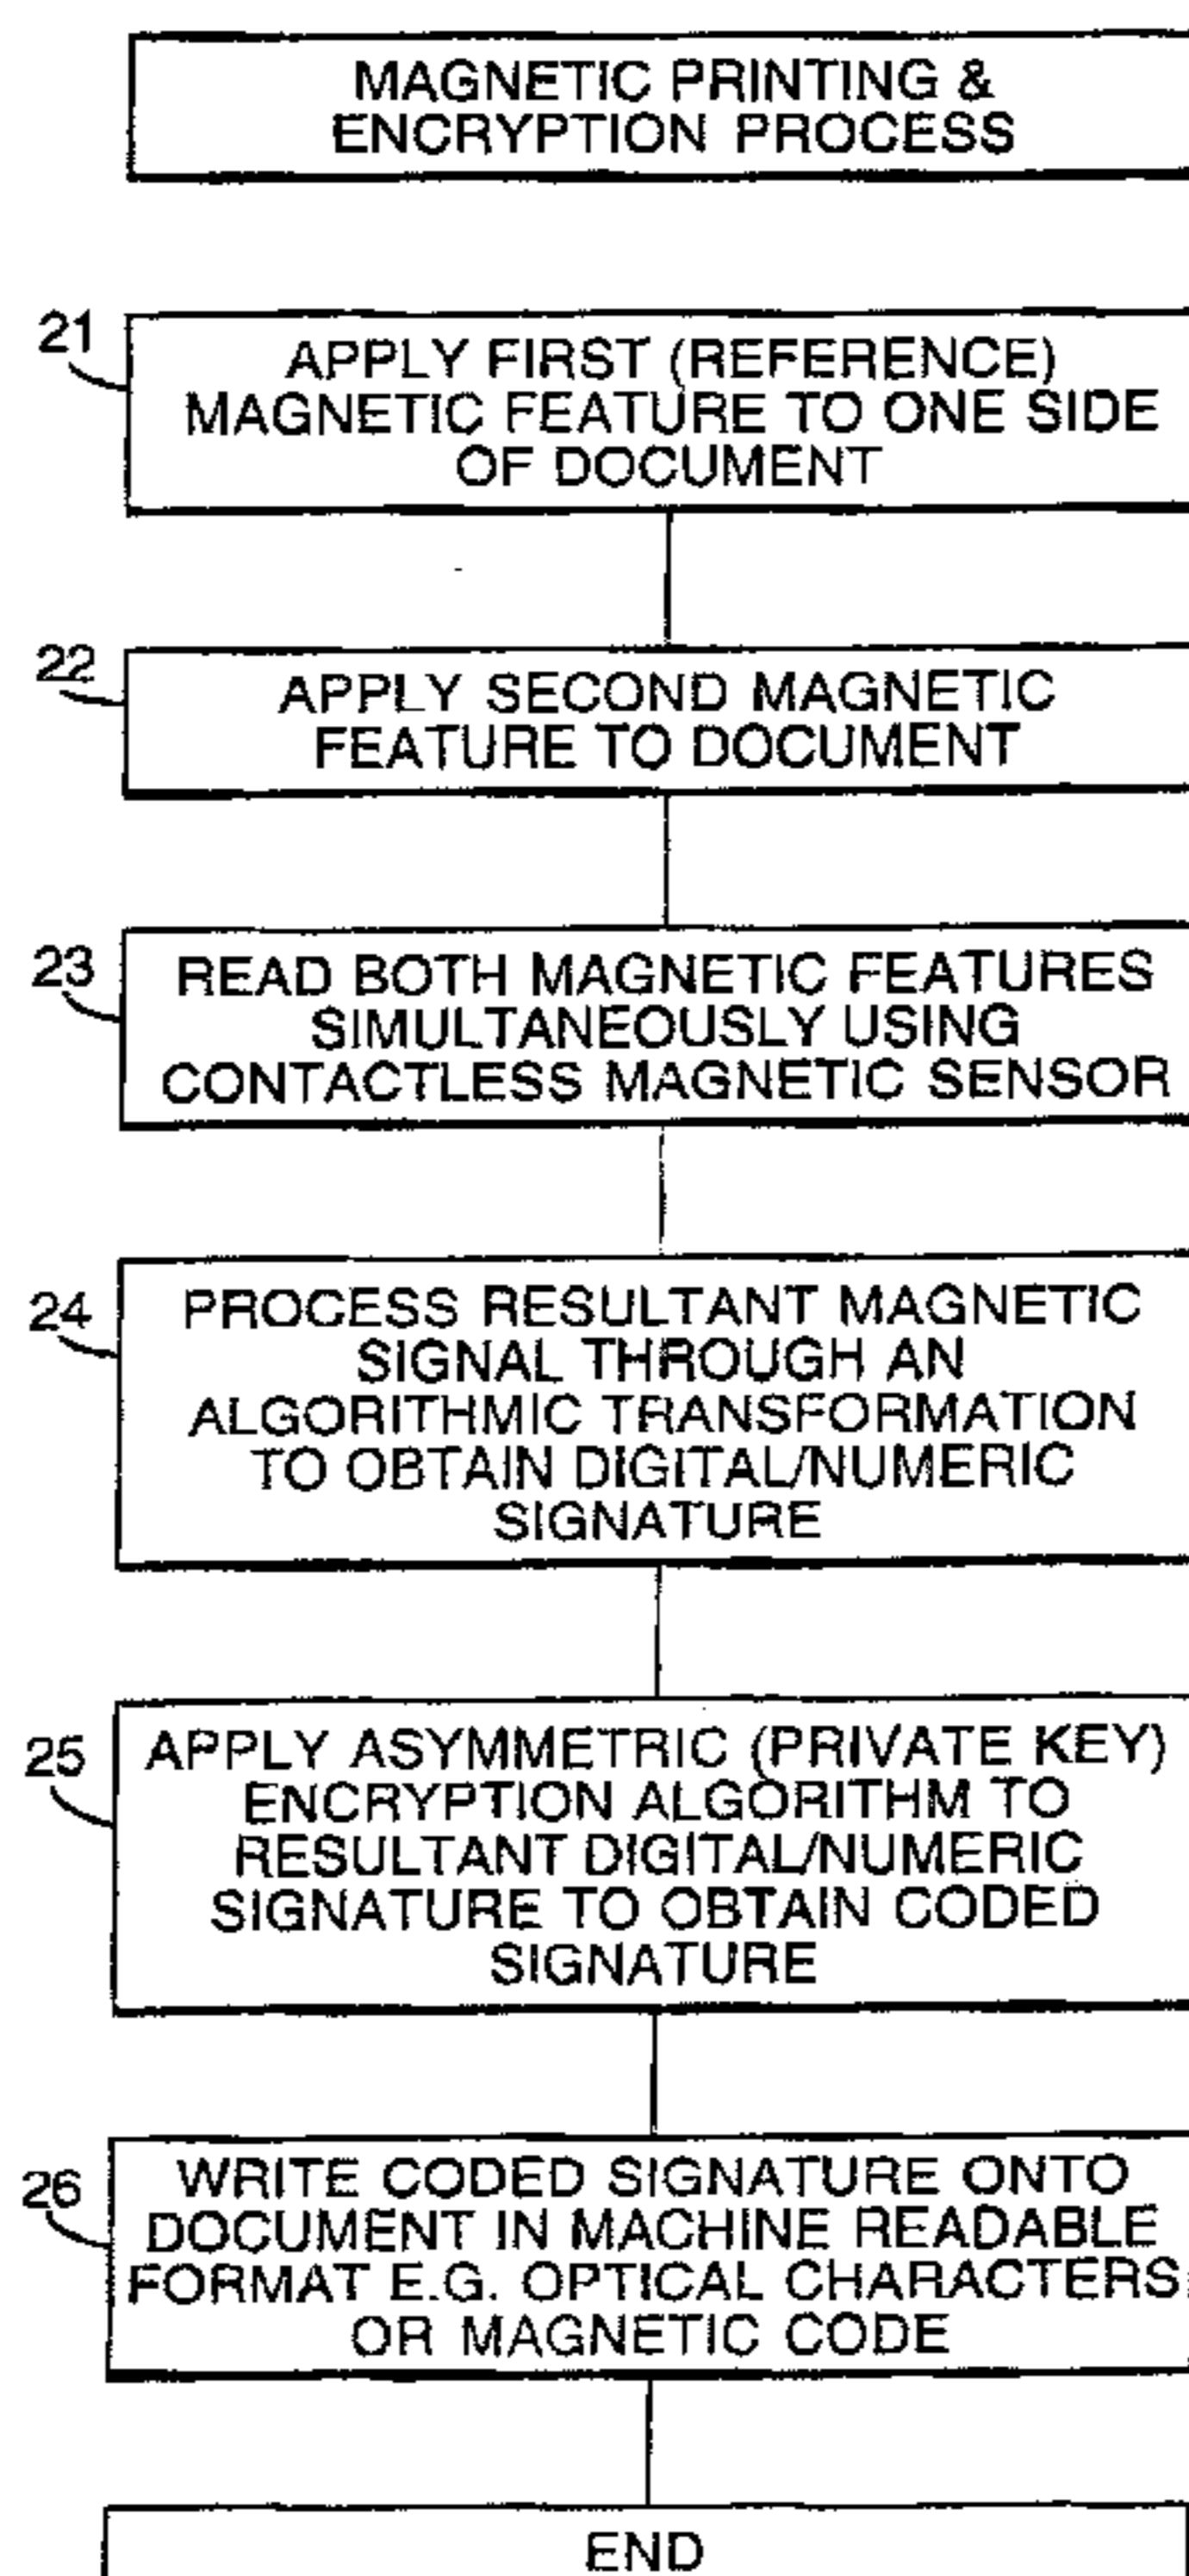 MAGNETIC PRINTING &
ENCRYPTION PROCESS
21
APPLY FIRST (REFERENCE)
MAGNETIC FEATURE TO ONE SIDE
OF DOCUMENT
22
APPLY SECOND MAGNETIC
FEATURE TO DOCUMENT
23
READ BOTH MAGNETIC FEATURES
SIMULTANEOUSLY USING
CONTACTLESS MAGNETIC SENSOR
24
PROCESS RESULTANT MAGNETIC
SIGNAL THROUGH AN
ALGORITHMIC TRANSFORMATION
TO OBTAIN DIGITAL/NUMERIC
SIGNATURE
25
APPLY ASYMMETRIC (PRIVATE KEY)
ENCRYPTION ALGORITHM TO
RESULTANT DIGITAL/NUMERIC
SIGNATURE TO OBTAIN CODED
SIGNATURE
26
WRITE CODED SIGNATURE ONTO
DOCUMENT IN MACHINE READABLE
FORMAT E.G. OPTICAL CHARACTERS
OR MAGNETIC CODE
END